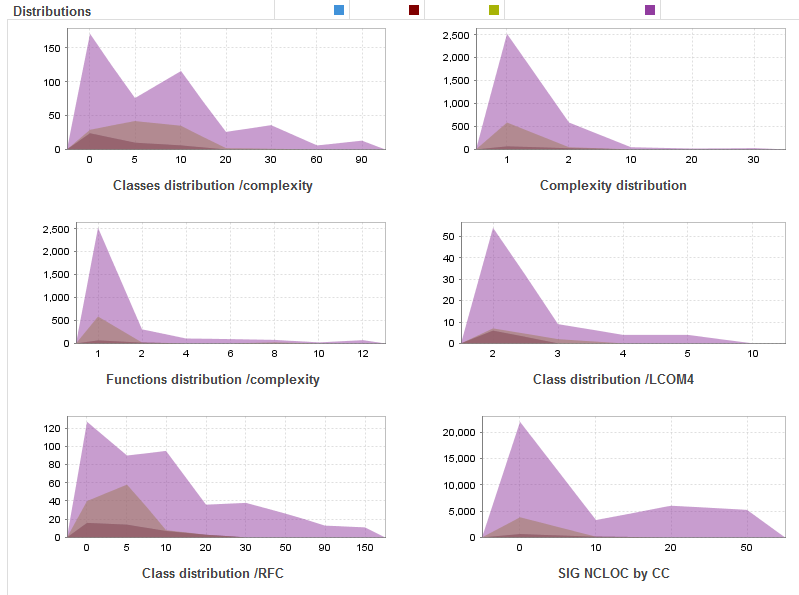 Distributions
150
100
50
0
0 5 10 20 30 60 90
Classes distribution /complexity
2,500
2,000
1,500
1,000
500
0
1 2 10 20 30
Complexity distribution
2,500
2,000
1,500
1,000
500
0
1 2 4 6 8 10 12
Functions distribution /complexity
50
40
30
20
10
0
2 3 4 5 10
Class distribution /LCOM4
120
100
80
60
40
20
0
0 5 10 20 30 50 90 150
Class distribution /RFC
20,000
15,000
10,000
5,000
0
0 10 20 50
SIG NCLOC by CC